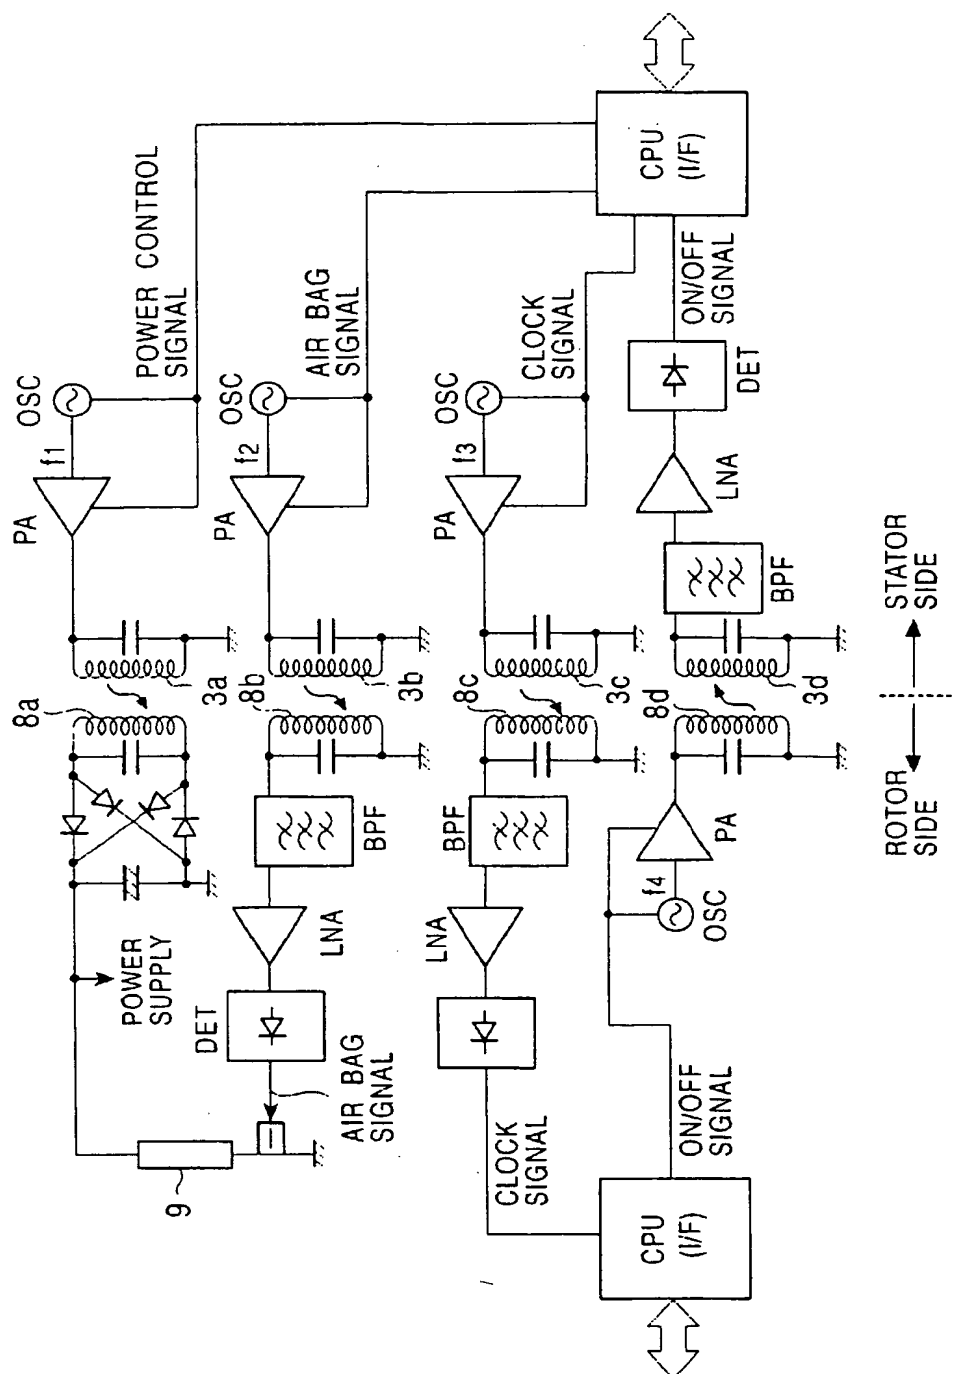 8a
3a
PA
f1
OSC
POWER CONTROL
SIGNAL
POWER
SUPPLY
9
8b
3b
PA
f2
OSC
AIR BAG
SIGNAL
BPF
LNA
DET
AIR BAG
SIGNAL
8c
3c
PA
f3
OSC
CLOCK
SIGNAL
BPF
LNA
CLOCK
SIGNAL
CPU
(I/F)
ON/OFF
SIGNAL
OSC
f4
PA
8d
3d
BPF
LNA
DET
ON/OFF
SIGNAL
CPU
(I/F)
ROTOR
SIDE
STATOR
SIDE